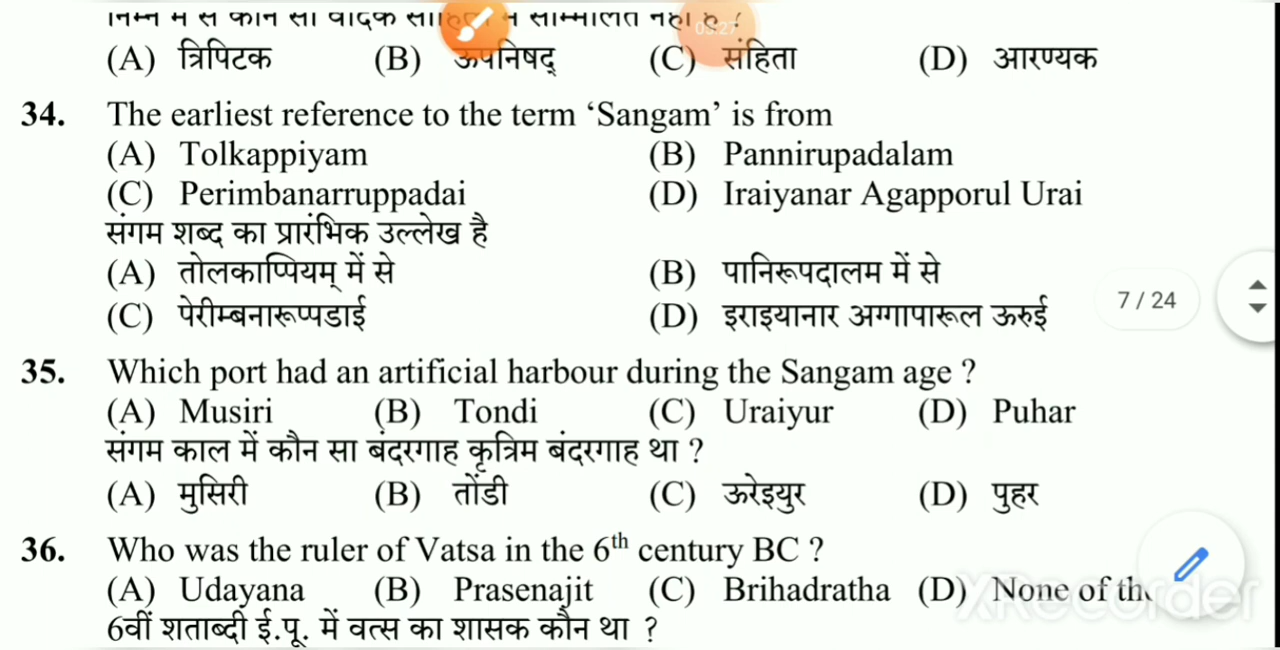 निम्न में से कौन सा वैदिक में सम्मिलित नहीं है ?
(A) त्रिपिटक (B) ऊपनिषद् (C) संहिता (D) आरण्यक
34. The earliest reference to the term ‘Sangam’ is from
(A) Tolkappiyam (B) Pannirupadalam
(C) Perimbanarruppadai (D) Iraiyanar Agapporul Urai
संगम शब्द का प्रारंभिक उल्लेख है
(A) तोलकाप्पियम् में से (B) पानिरूपदालम में से
(C) पेरीम्बनारूप्पडाई (D) इराइयानार अग्गापारूल ऊरुई
7 / 24
35. Which port had an artificial harbour during the Sangam age ?
(A) Musiri (B) Tondi (C) Uraiyur (D) Puhar
संगम काल में कौन सा बंदरगाह कृत्रिम बंदरगाह था ?
(A) मुसिरी (B) तोंडी (C) ऊरेइयुर (D) पुहर
36. Who was the ruler of Vatsa in the 6th century BC ?
(A) Udayana (B) Prasenajit (C) Brihadratha (D) None of
XRecorder
6वीं शताब्दी ई.पू. में वत्स का शासक कौन था ?